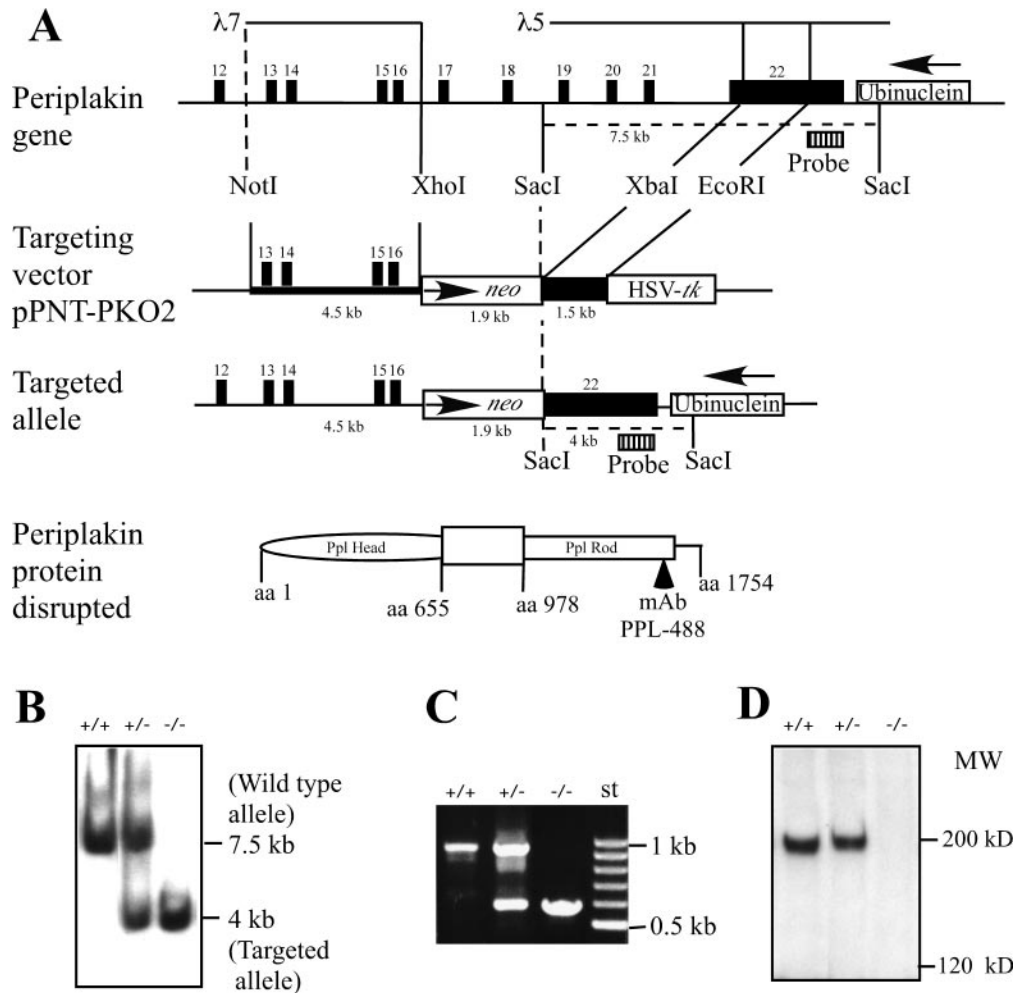 A
λ7
λ5
12
13
14
15
16
17
18
19
20
21
22
Periplakin
gene
Ubinuclein
7.5 kb
Probe
NotI
XhoI
SacI
XbaI
EcoRI
SacI
Targeting
vector
pPNT-PKO2
13
14
15
16
neo
HSV-tk
4.5 kb
1.9 kb
1.5 kb
Targeted
allele
12
13
14
15
16
22
neo
Ubinuclein
4.5 kb
1.9 kb
4 kb
SacI
Probe
SacI
Periplakin
protein
disrupted
Ppl Head
Ppl Rod
aa 1
aa 655
aa 978
aa 1754
mAb
PPL-488
B
+/+ +/- -/-
(Wild type
allele)
7.5 kb
4 kb
(Targeted
allele)
C
+/+ +/- -/- st
1 kb
0.5 kb
D
+/+ +/- -/-
MW
200 kD
120 kD